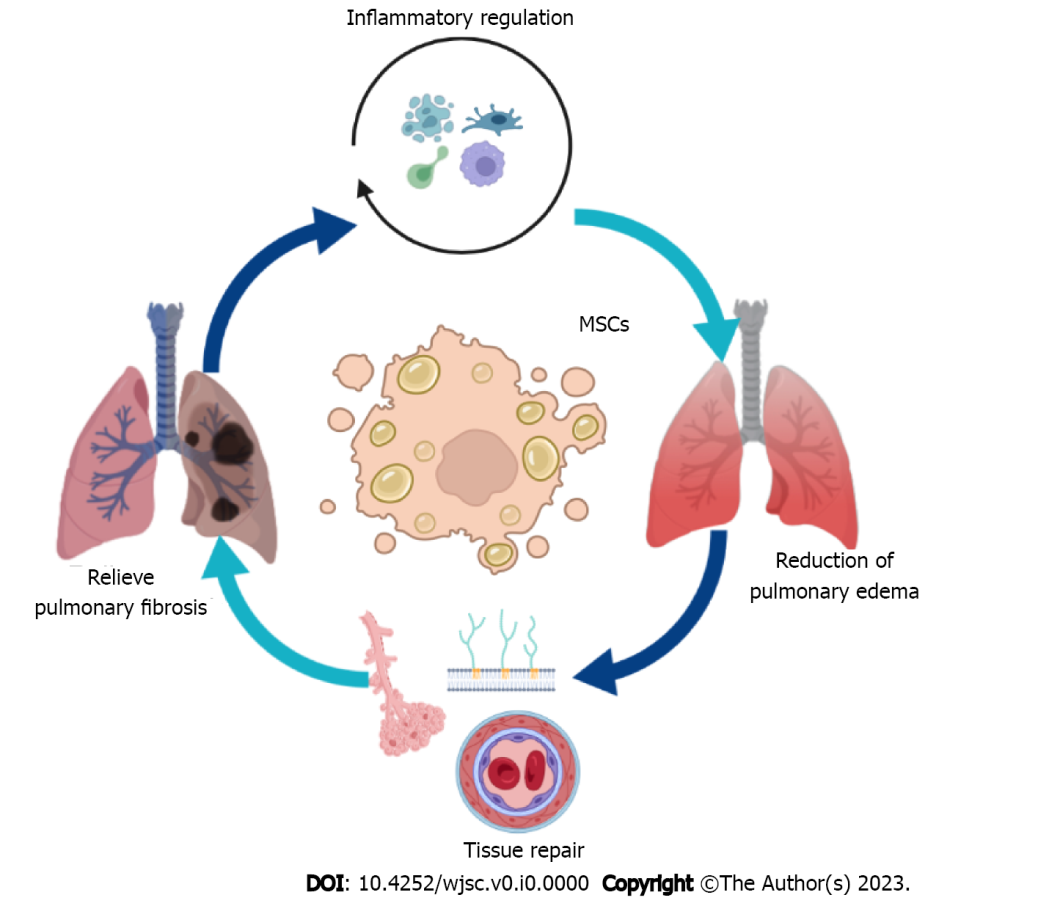 Inflammatory regulation
MSCs
Relieve
pulmonary fibrosis
Reduction of
pulmonary edema
Tissue repair
DOI: 10.4252/wjsc.v0.i0.0000 Copyright ©The Author(s) 2023.